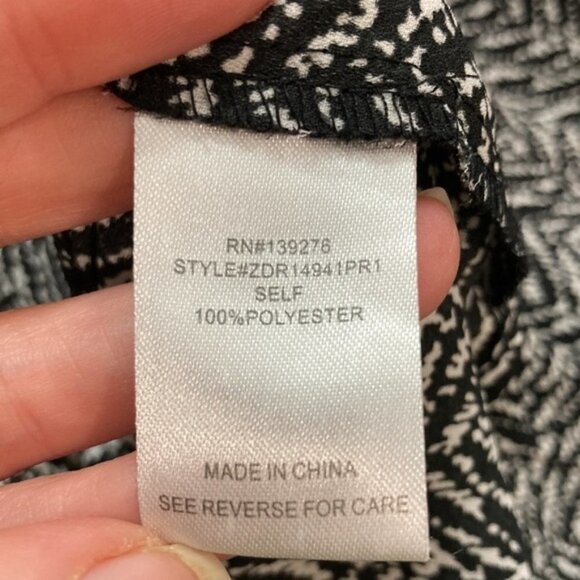 RN#139276
STYLE#ZDR14941PR1
SELF
100%POLYESTER
MADE IN CHINA
SEE REVERSE FOR CARE